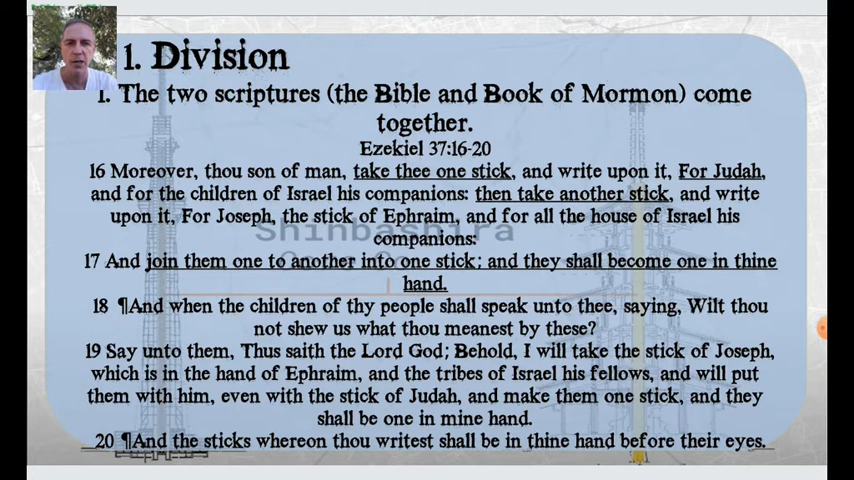 1. Division
1. The two scriptures (the Bible and Book of Mormon) come
together.
Ezekiel 37:16-20
16 Moreover, thou son of man, take thee one stick, and write upon it, For Judah,
and for the children of Israel his companions: then take another stick, and write
upon it, For Joseph, the stick of Ephraim, and for all the house of Israel his
companions:
Shinbashira
17 And join them one to another into one stick; and they shall become one in thine
hand.
18 ¶And when the children of thy people shall speak unto thee, saying, Wilt thou
not shew us what thou meanest by these?
19 Say unto them, Thus saith the Lord God; Behold, I will take the stick of Joseph,
which is in the hand of Ephraim, and the tribes of Israel his fellows, and will put
them with him, even with the stick of Judah, and make them one stick, and they
shall be one in mine hand.
20 ¶And the sticks whereon thou writest shall be in thine hand before their eyes.